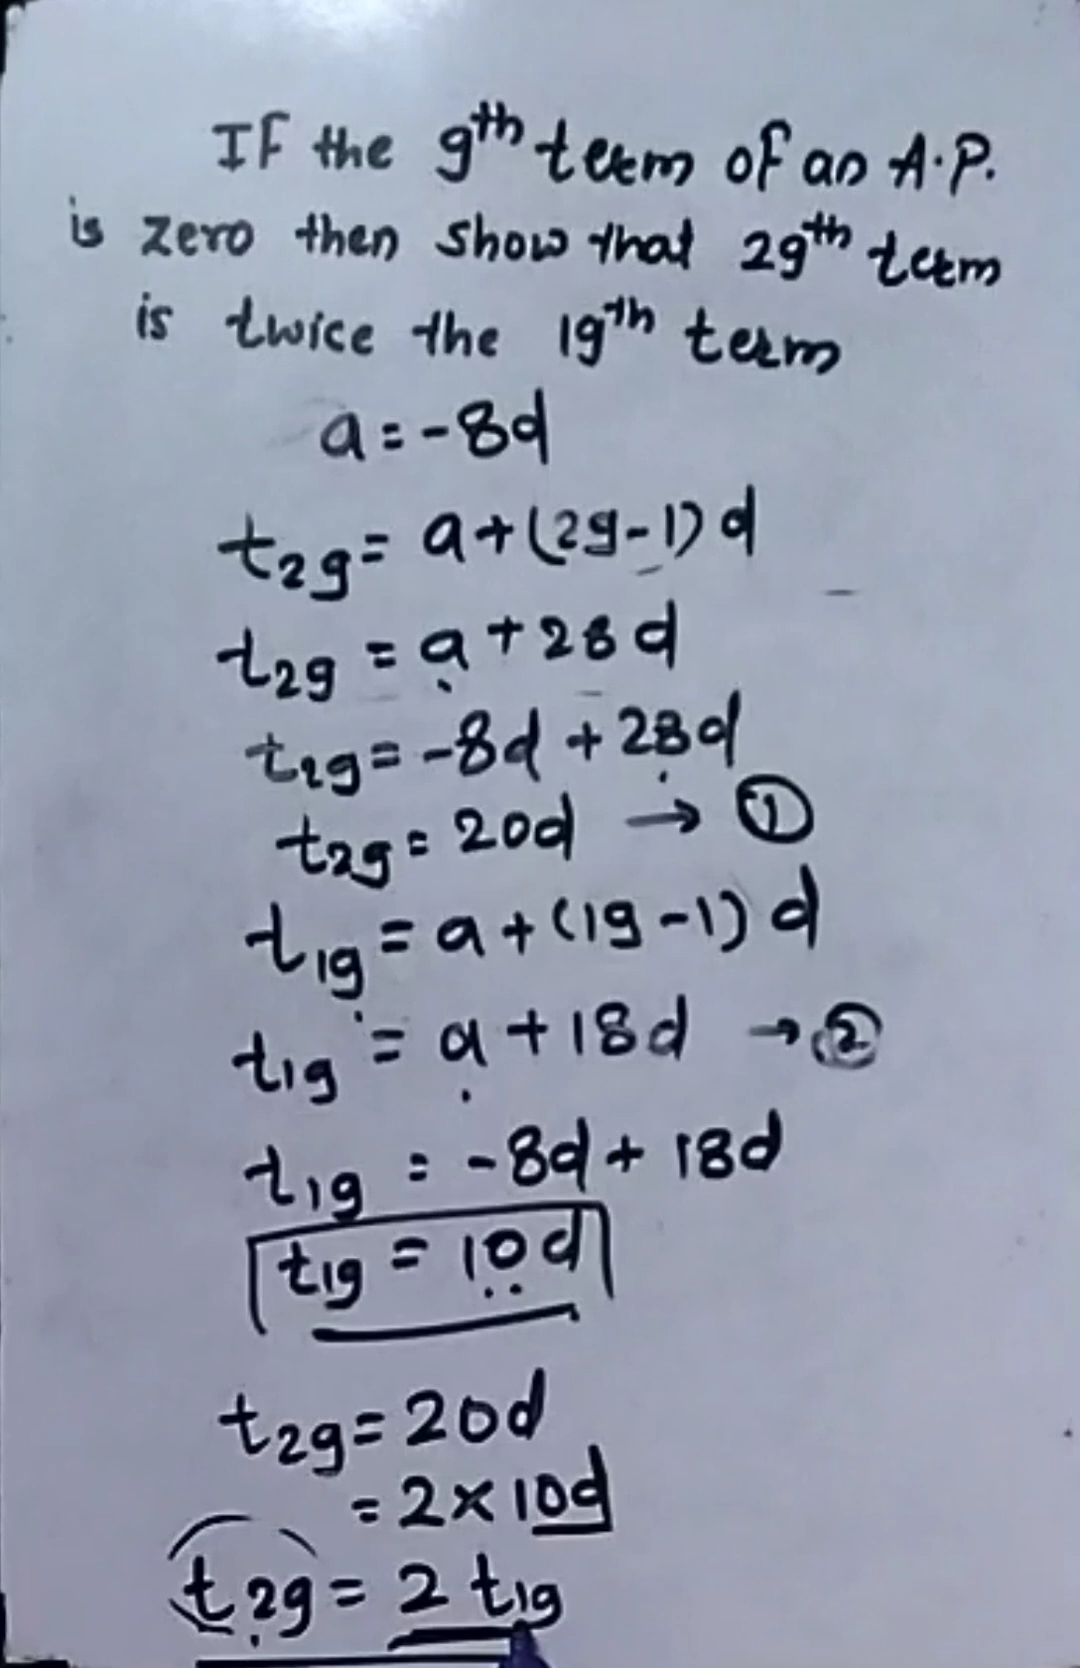 If the 9th term of an A.P.
is zero then show that 29th term
is twice the 19th term
a = -8d
t29 = a + (29-1) d
t29 = a + 28d
t29 = -8d + 28d
t29 = 20d → ①
t19 = a + (19-1) d
t19 = a + 18d → ②
t19 = -8d + 18d
t19 = 10d
t29 = 20d
= 2 × 10d
t29 = 2 t19